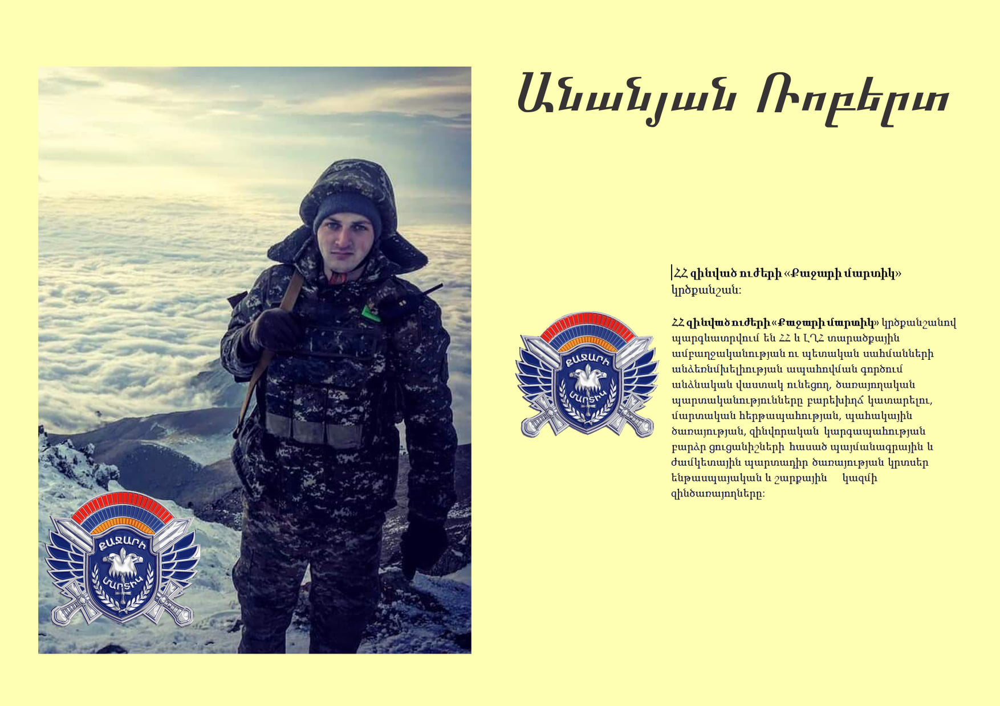 Անանյան Ռոբերտ
ՀՀ զինված ուժերի «Քաջարի մարտիկ»
կրծքանշան։
ՀՀ զինված ուժերի «Քաջարի մարտիկ» կրծքանշանով
պարգևատրվում են ՀՀ և ԼՂՀ տարածքային
ամբաղջականության ու պետական սահմանների
անձեռնմխելիության ապահովման գործում
անձնական վաստակ ունեցող, ծառայողական
պարտականությունները բարեխիղճ կատարելու,
մարտական հերթապահության, պահակային
ծառայության, զինվորական կարգապահության
բարձր ցուցանիշների հասած պայմանագրային և
ժամկետային պարտադիր ծառայության կրտսեր
ենթասպայական և շարքային կազմի
զինծառայողները։
ՔԱՋԱՐԻ
ՄԱՐՏԻԿ
ՔԱՋԱՐԻ
ՄԱՐՏԻԿ